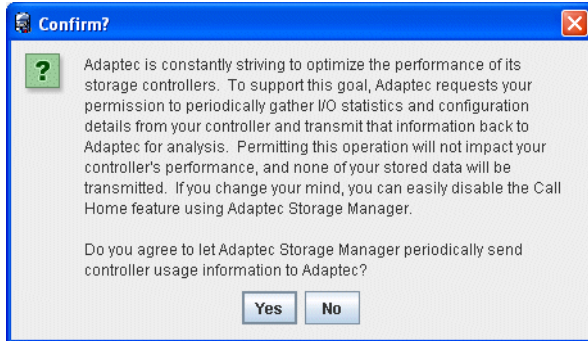 Confirm?
Adaptec is constantly striving to optimize the performance of its
storage controllers. To support this goal, Adaptec requests your
permission to periodically gather I/O statistics and configuration
details from your controller and transmit that information back to
Adaptec for analysis. Permitting this operation will not impact your
controller's performance, and none of your stored data will be
transmitted. If you change your mind, you can easily disable the Call
Home feature using Adaptec Storage Manager.
Do you agree to let Adaptec Storage Manager periodically send
controller usage information to Adaptec?
Yes No